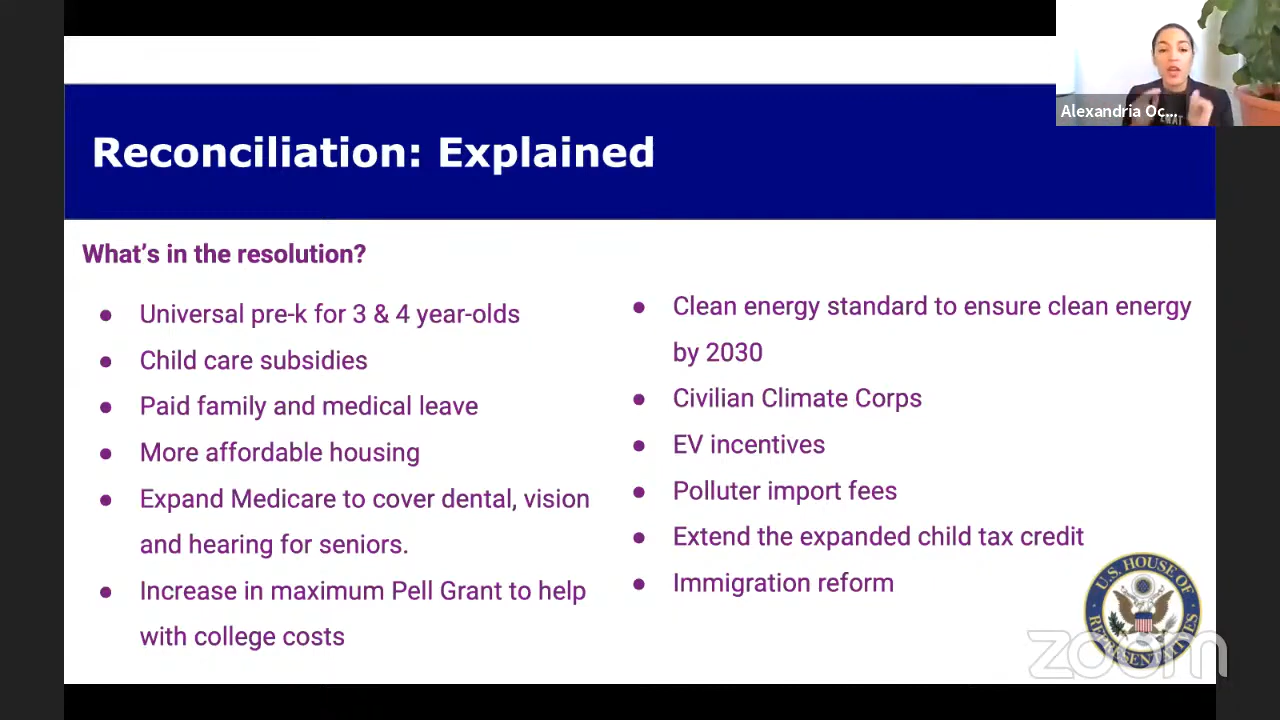 Alexandria Oc...
Reconciliation: Explained
What's in the resolution?
● Universal pre-k for 3 & 4 year-olds
● Child care subsidies
● Paid family and medical leave
● More affordable housing
● Expand Medicare to cover dental, vision
and hearing for seniors.
● Increase in maximum Pell Grant to help
with college costs
● Clean energy standard to ensure clean energy
by 2030
● Civilian Climate Corps
● EV incentives
● Polluter import fees
● Extend the expanded child tax credit
● Immigration reform
U.S. HOUSE OF
REPRESENTATIVES
zoom